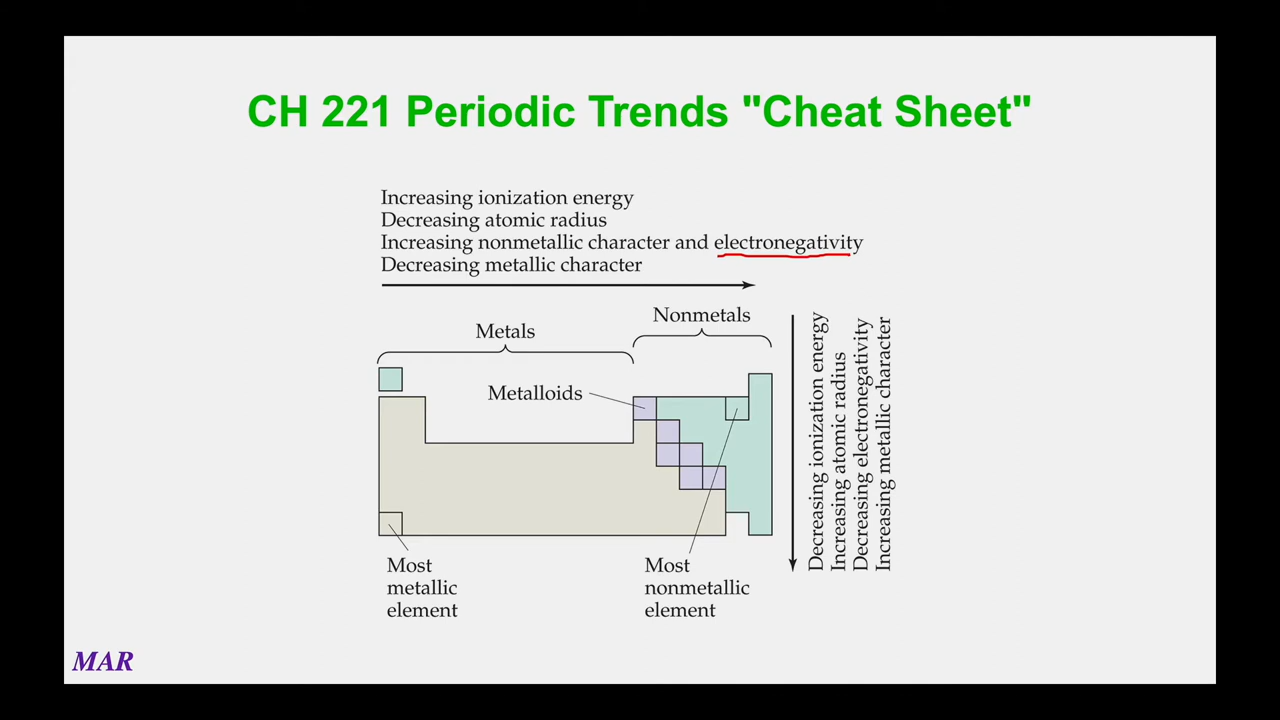 CH 221 Periodic Trends "Cheat Sheet"
Increasing ionization energy
Decreasing atomic radius
Increasing nonmetallic character and electronegativity
Decreasing metallic character
Metals
Nonmetals
Metalloids
Most
metallic
element
Most
nonmetallic
element
Decreasing ionization energy
Increasing atomic radius
Decreasing electronegativity
Increasing metallic character
MAR